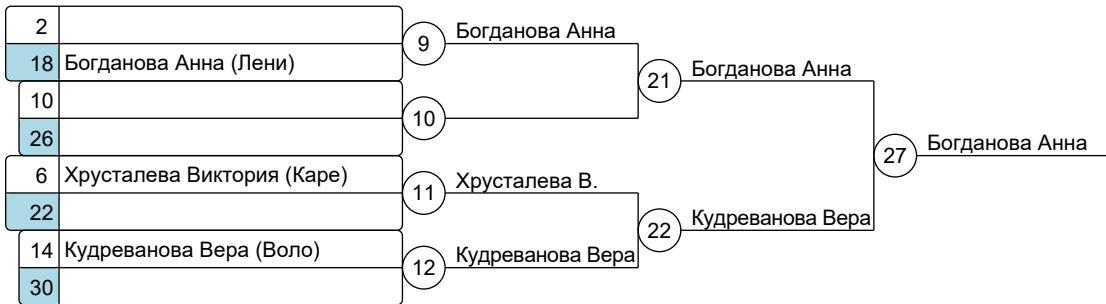 2
9
Богданова Анна
18 Богданова Анна (Лени)
21
Богданова Анна
10
10
26
27
Богданова Анна
6 Хрусталева Виктория (Каре)
11
Хрусталева В.
22
22
Кудреванова Вера
14 Кудреванова Вера (Воло)
12
Кудреванова Вера
30